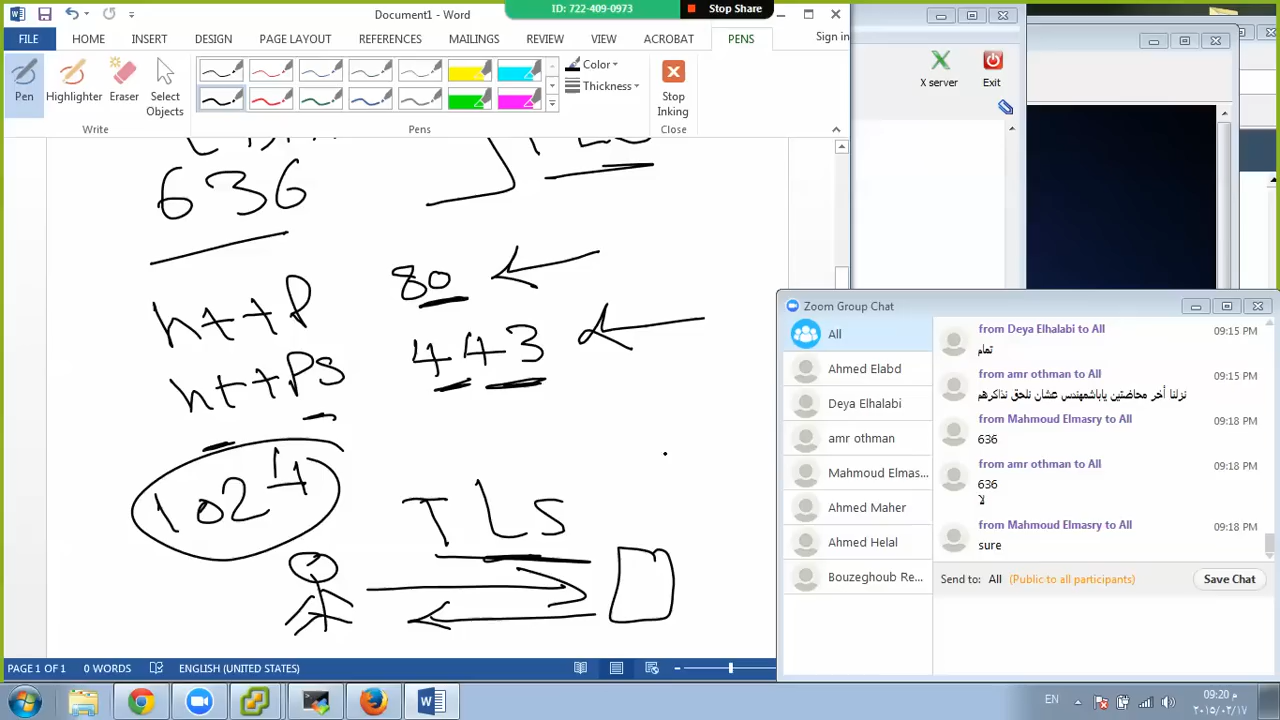 Document1 - Word
ID: 722-409-0973
Stop Share
FILE
HOME
INSERT
DESIGN
PAGE LAYOUT
REFERENCES
MAILINGS
REVIEW
VIEW
ACROBAT
PENS
Sign in
Pen
Highlighter
Eraser
Select Objects
Color
Thickness
Stop Inking
Write
Pens
Close
X server
Exit
636
http 80
https 443
1024
TLS
Zoom Group Chat
All
Ahmed Elabd
Deya Elhalabi
amr othman
Mahmoud Elmas...
Ahmed Maher
Ahmed Helal
Bouzeghoub Re...
from Deya Elhalabi to All 09:15 PM
تمام
from amr othman to All 09:15 PM
نزلنا أخر محاضتين ياباشمهندس عشان نلحق نذاكرهم
from Mahmoud Elmasry to All 09:18 PM
636
from amr othman to All 09:18 PM
636
لا
from Mahmoud Elmasry to All 09:18 PM
sure
Send to: All (Public to all participants)
Save Chat
PAGE 1 OF 1
0 WORDS
ENGLISH (UNITED STATES)
EN
09:20 م
٢٠١٥/٠٢/١٧